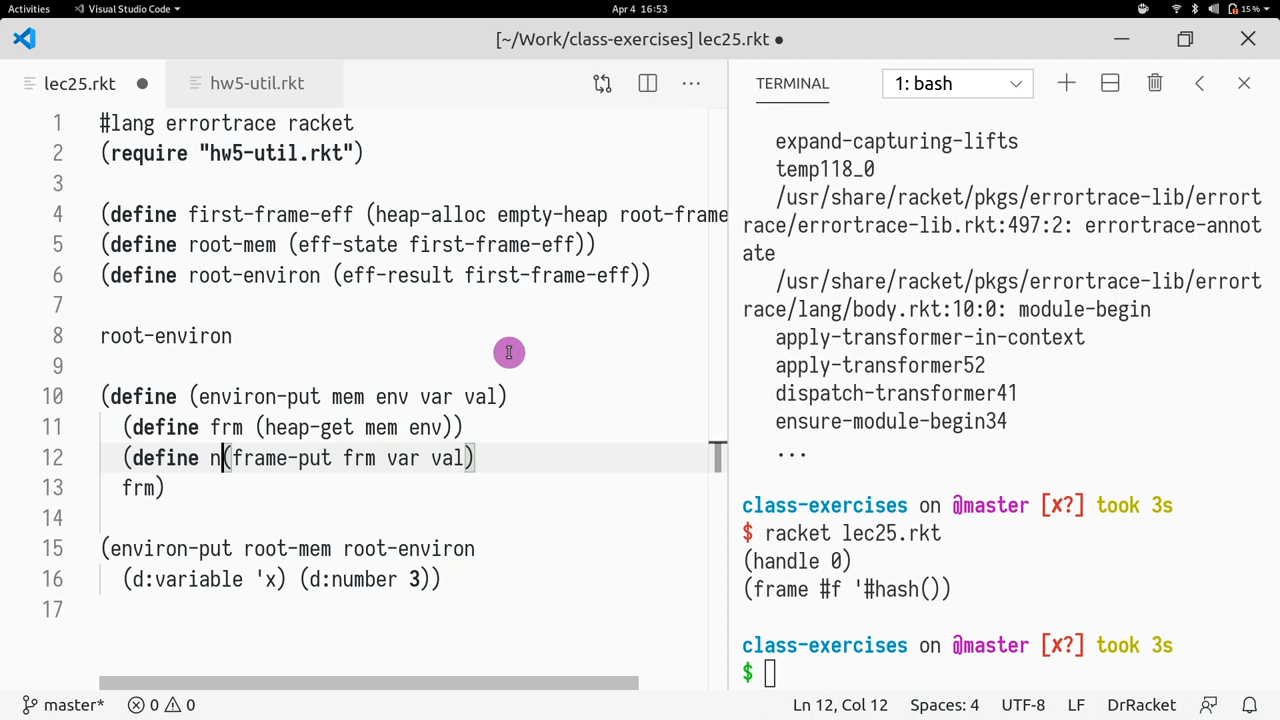 Activities
Visual Studio Code
Apr 4 16:53
15%
[~/Work/class-exercises] lec25.rkt ●
lec25.rkt ●
hw5-util.rkt
···
1 #lang errortrace racket
2 (require "hw5-util.rkt")
3
4 (define first-frame-eff (heap-alloc empty-heap root-frame
5 (define root-mem (eff-state first-frame-eff))
6 (define root-environ (eff-result first-frame-eff))
7
8 root-environ
9
10 (define (environ-put mem env var val)
11 (define frm (heap-get mem env))
12 (define n(frame-put frm var val)
13 frm)
14
15 (environ-put root-mem root-environ
16 (d:variable 'x) (d:number 3))
17
TERMINAL
1: bash
expand-capturing-lifts
temp118_0
/usr/share/racket/pkgs/errortrace-lib/errort
race/errortrace-lib.rkt:497:2: errortrace-annot
ate
/usr/share/racket/pkgs/errortrace-lib/errort
race/lang/body.rkt:10:0: module-begin
apply-transformer-in-context
apply-transformer52
dispatch-transformer41
ensure-module-begin34
...
class-exercises on @master [✘?] took 3s
$ racket lec25.rkt
(handle 0)
(frame #f '#hash())
class-exercises on @master [✘?] took 3s
$
master*
0
0
Ln 12, Col 12
Spaces: 4
UTF-8
LF
DrRacket